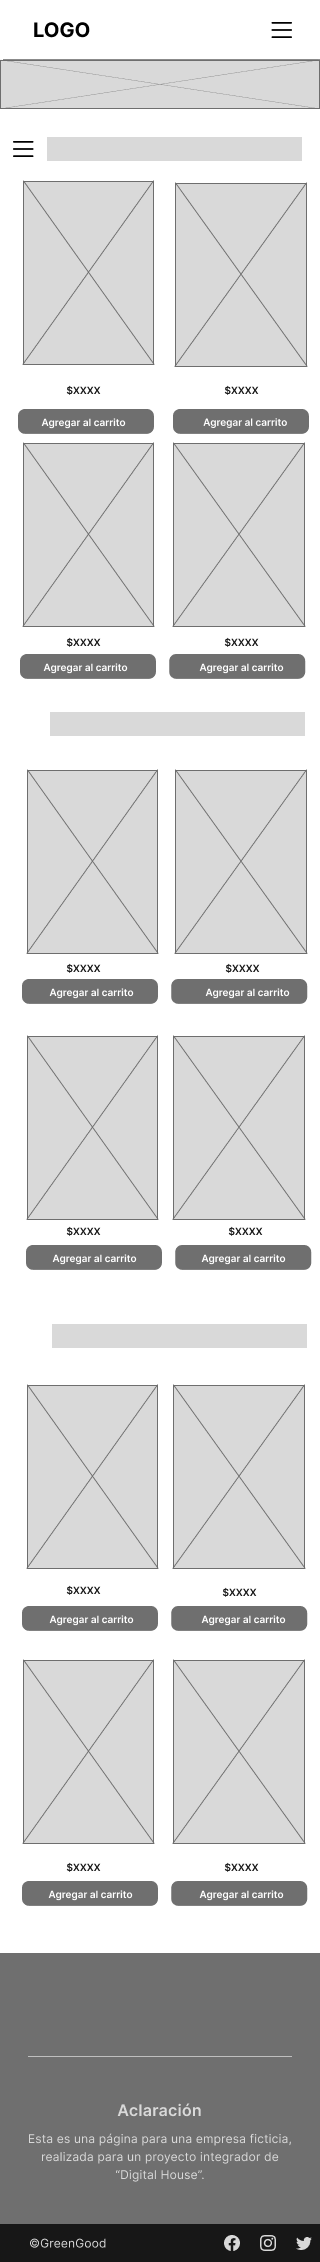 LOGO
$XXXX $XXXX
Agregar al carrito Agregar al carrito
$XXXX $XXXX
Agregar al carrito Agregar al carrito
$XXXX $XXXX
Agregar al carrito Agregar al carrito
$XXXX $XXXX
Agregar al carrito Agregar al carrito
$XXXX $XXXX
Agregar al carrito Agregar al carrito
$XXXX $XXXX
Agregar al carrito Agregar al carrito
Aclaración
Esta es una página para una empresa ficticia,
realizada para un proyecto integrador de
“Digital House”.
©GreenGood